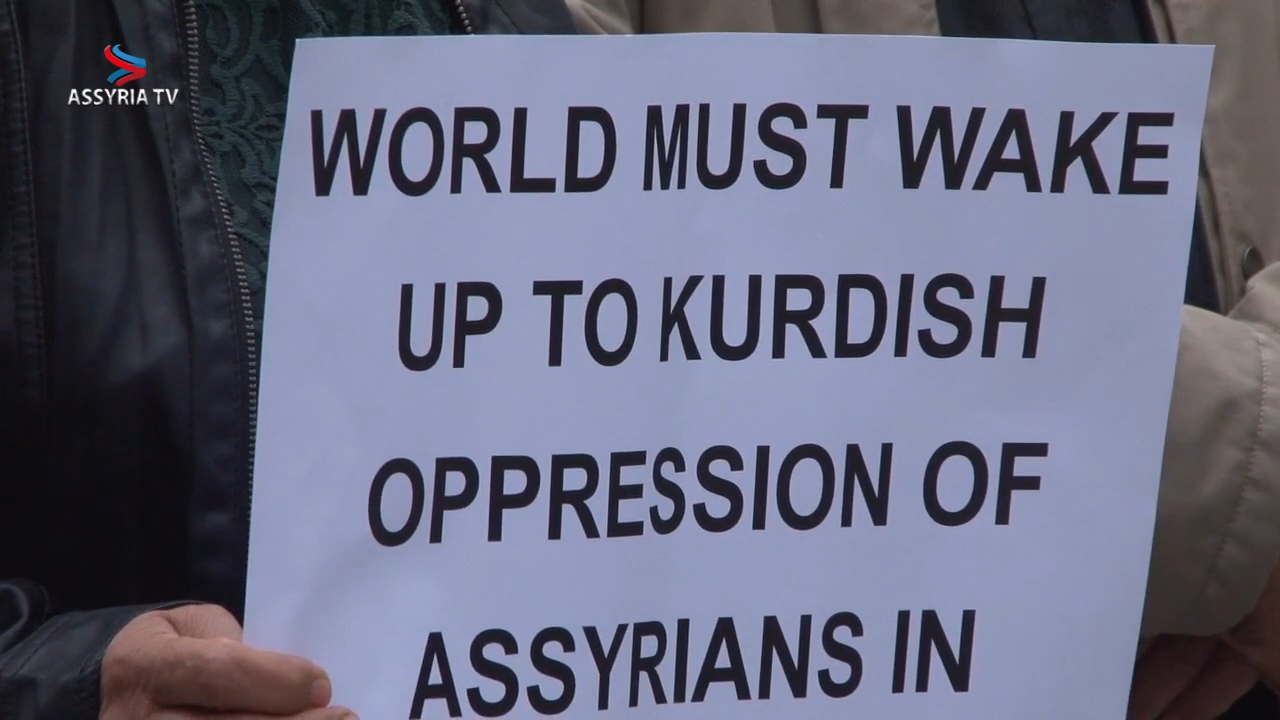 ASSYRIA TV
WORLD MUST WAKE
UP TO KURDISH
OPPRESSION OF
ASSYRIANS IN